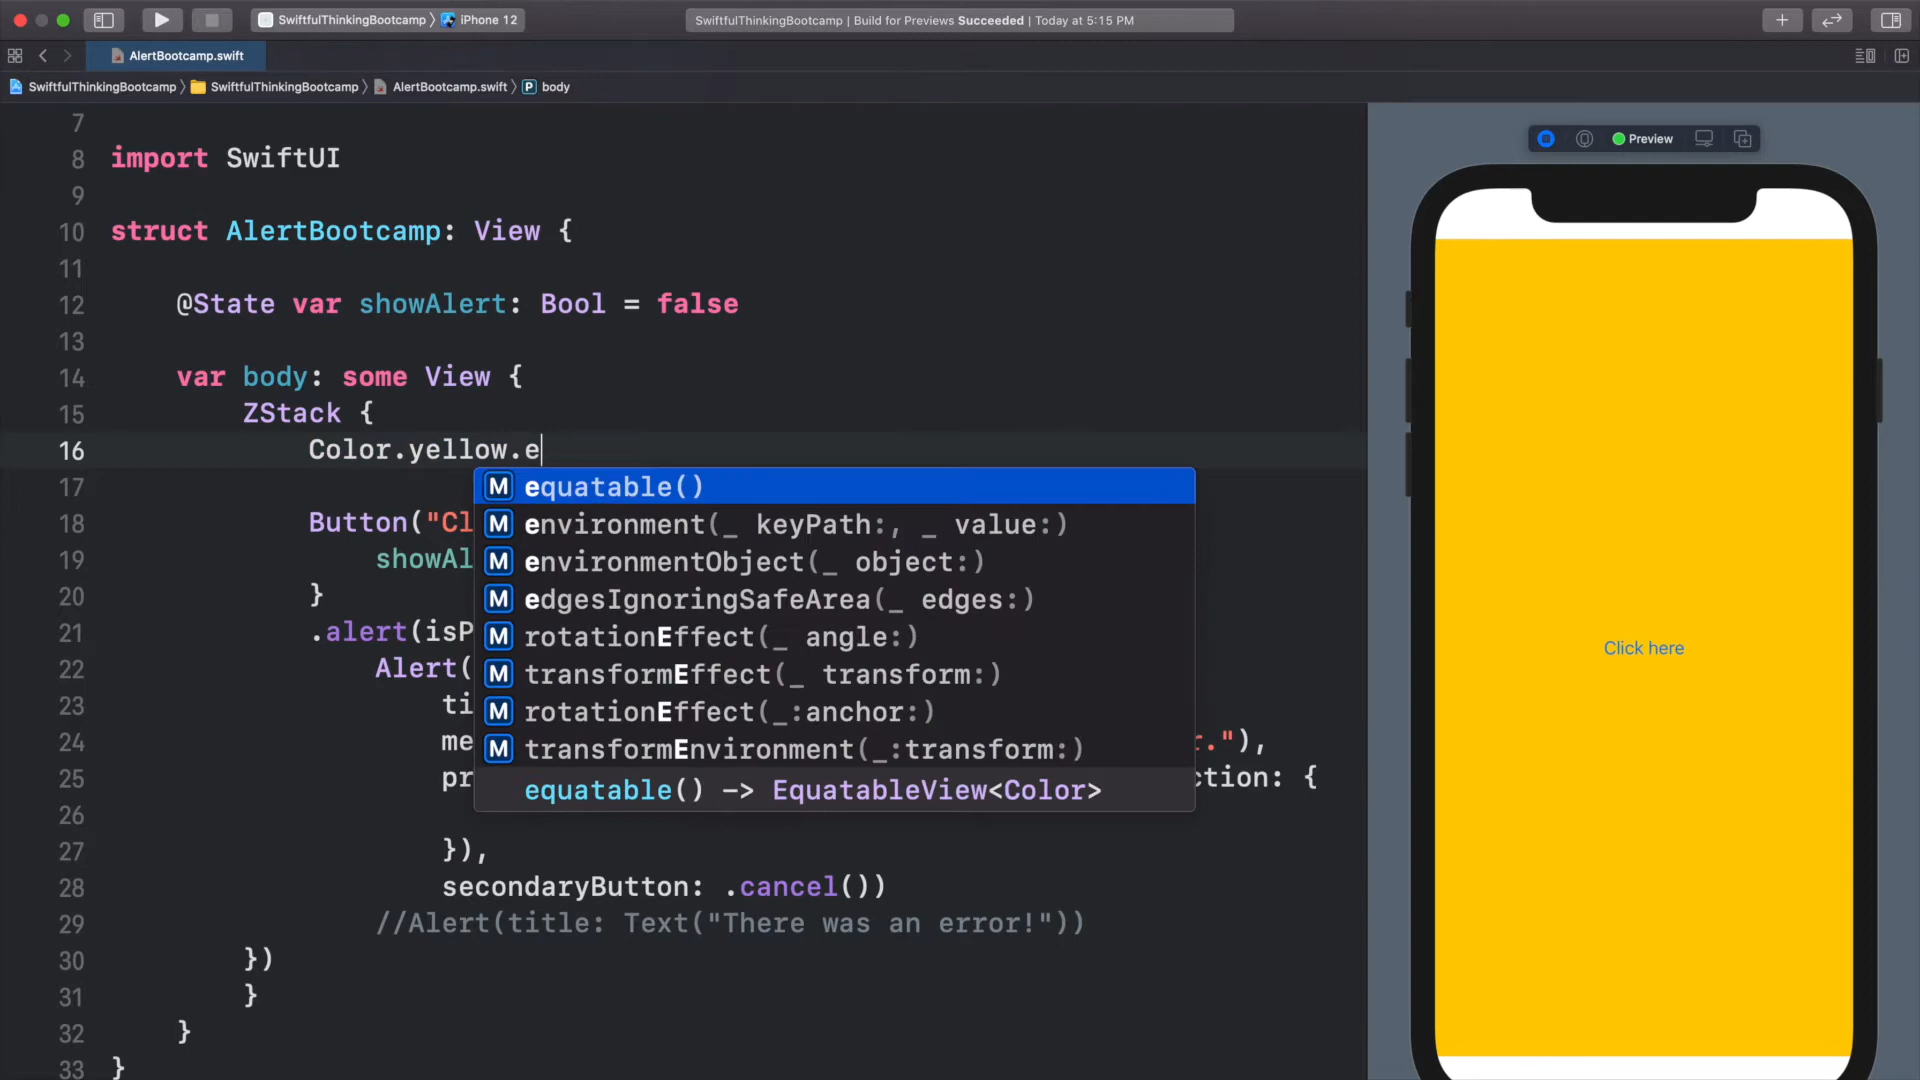 SwiftfulThinkingBootcamp 〉 iPhone 12
SwiftfulThinkingBootcamp | Build for Previews Succeeded | Today at 5:15 PM
AlertBootcamp.swift
SwiftfulThinkingBootcamp 〉 SwiftfulThinkingBootcamp 〉 AlertBootcamp.swift 〉 P body
7
8 import SwiftUI
9
10 struct AlertBootcamp: View {
11
12 @State var showAlert: Bool = false
13
14 var body: some View {
15 ZStack {
16 Color.yellow.e
17
18 Button("Cl
19 showAl
20 }
21 .alert(isP
22 Alert(
23 ti
24 me r."),
25 pr ction: {
26
27 }),
28 secondaryButton: .cancel())
29 //Alert(title: Text("There was an error!"))
30 })
31 }
32 }
33 }
M equatable()
M environment(_ keyPath:, _ value:)
M environmentObject(_ object:)
M edgesIgnoringSafeArea(_ edges:)
M rotationEffect(_ angle:)
M transformEffect(_ transform:)
M rotationEffect(_:anchor:)
M transformEnvironment(_:transform:)
equatable() -> EquatableView<Color>
Preview
Click here